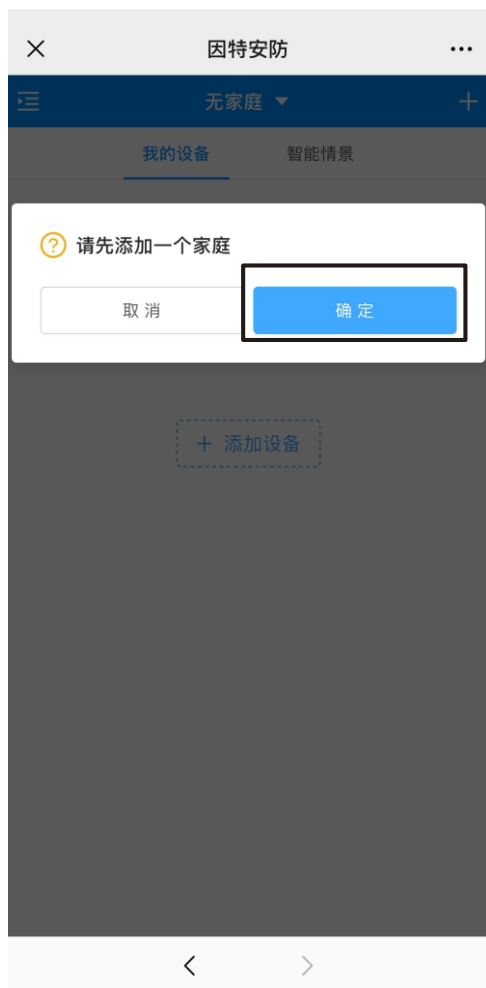 因特安防
无家庭
我的设备 智能情景
请先添加一个家庭
取 消 确 定
+ 添加设备